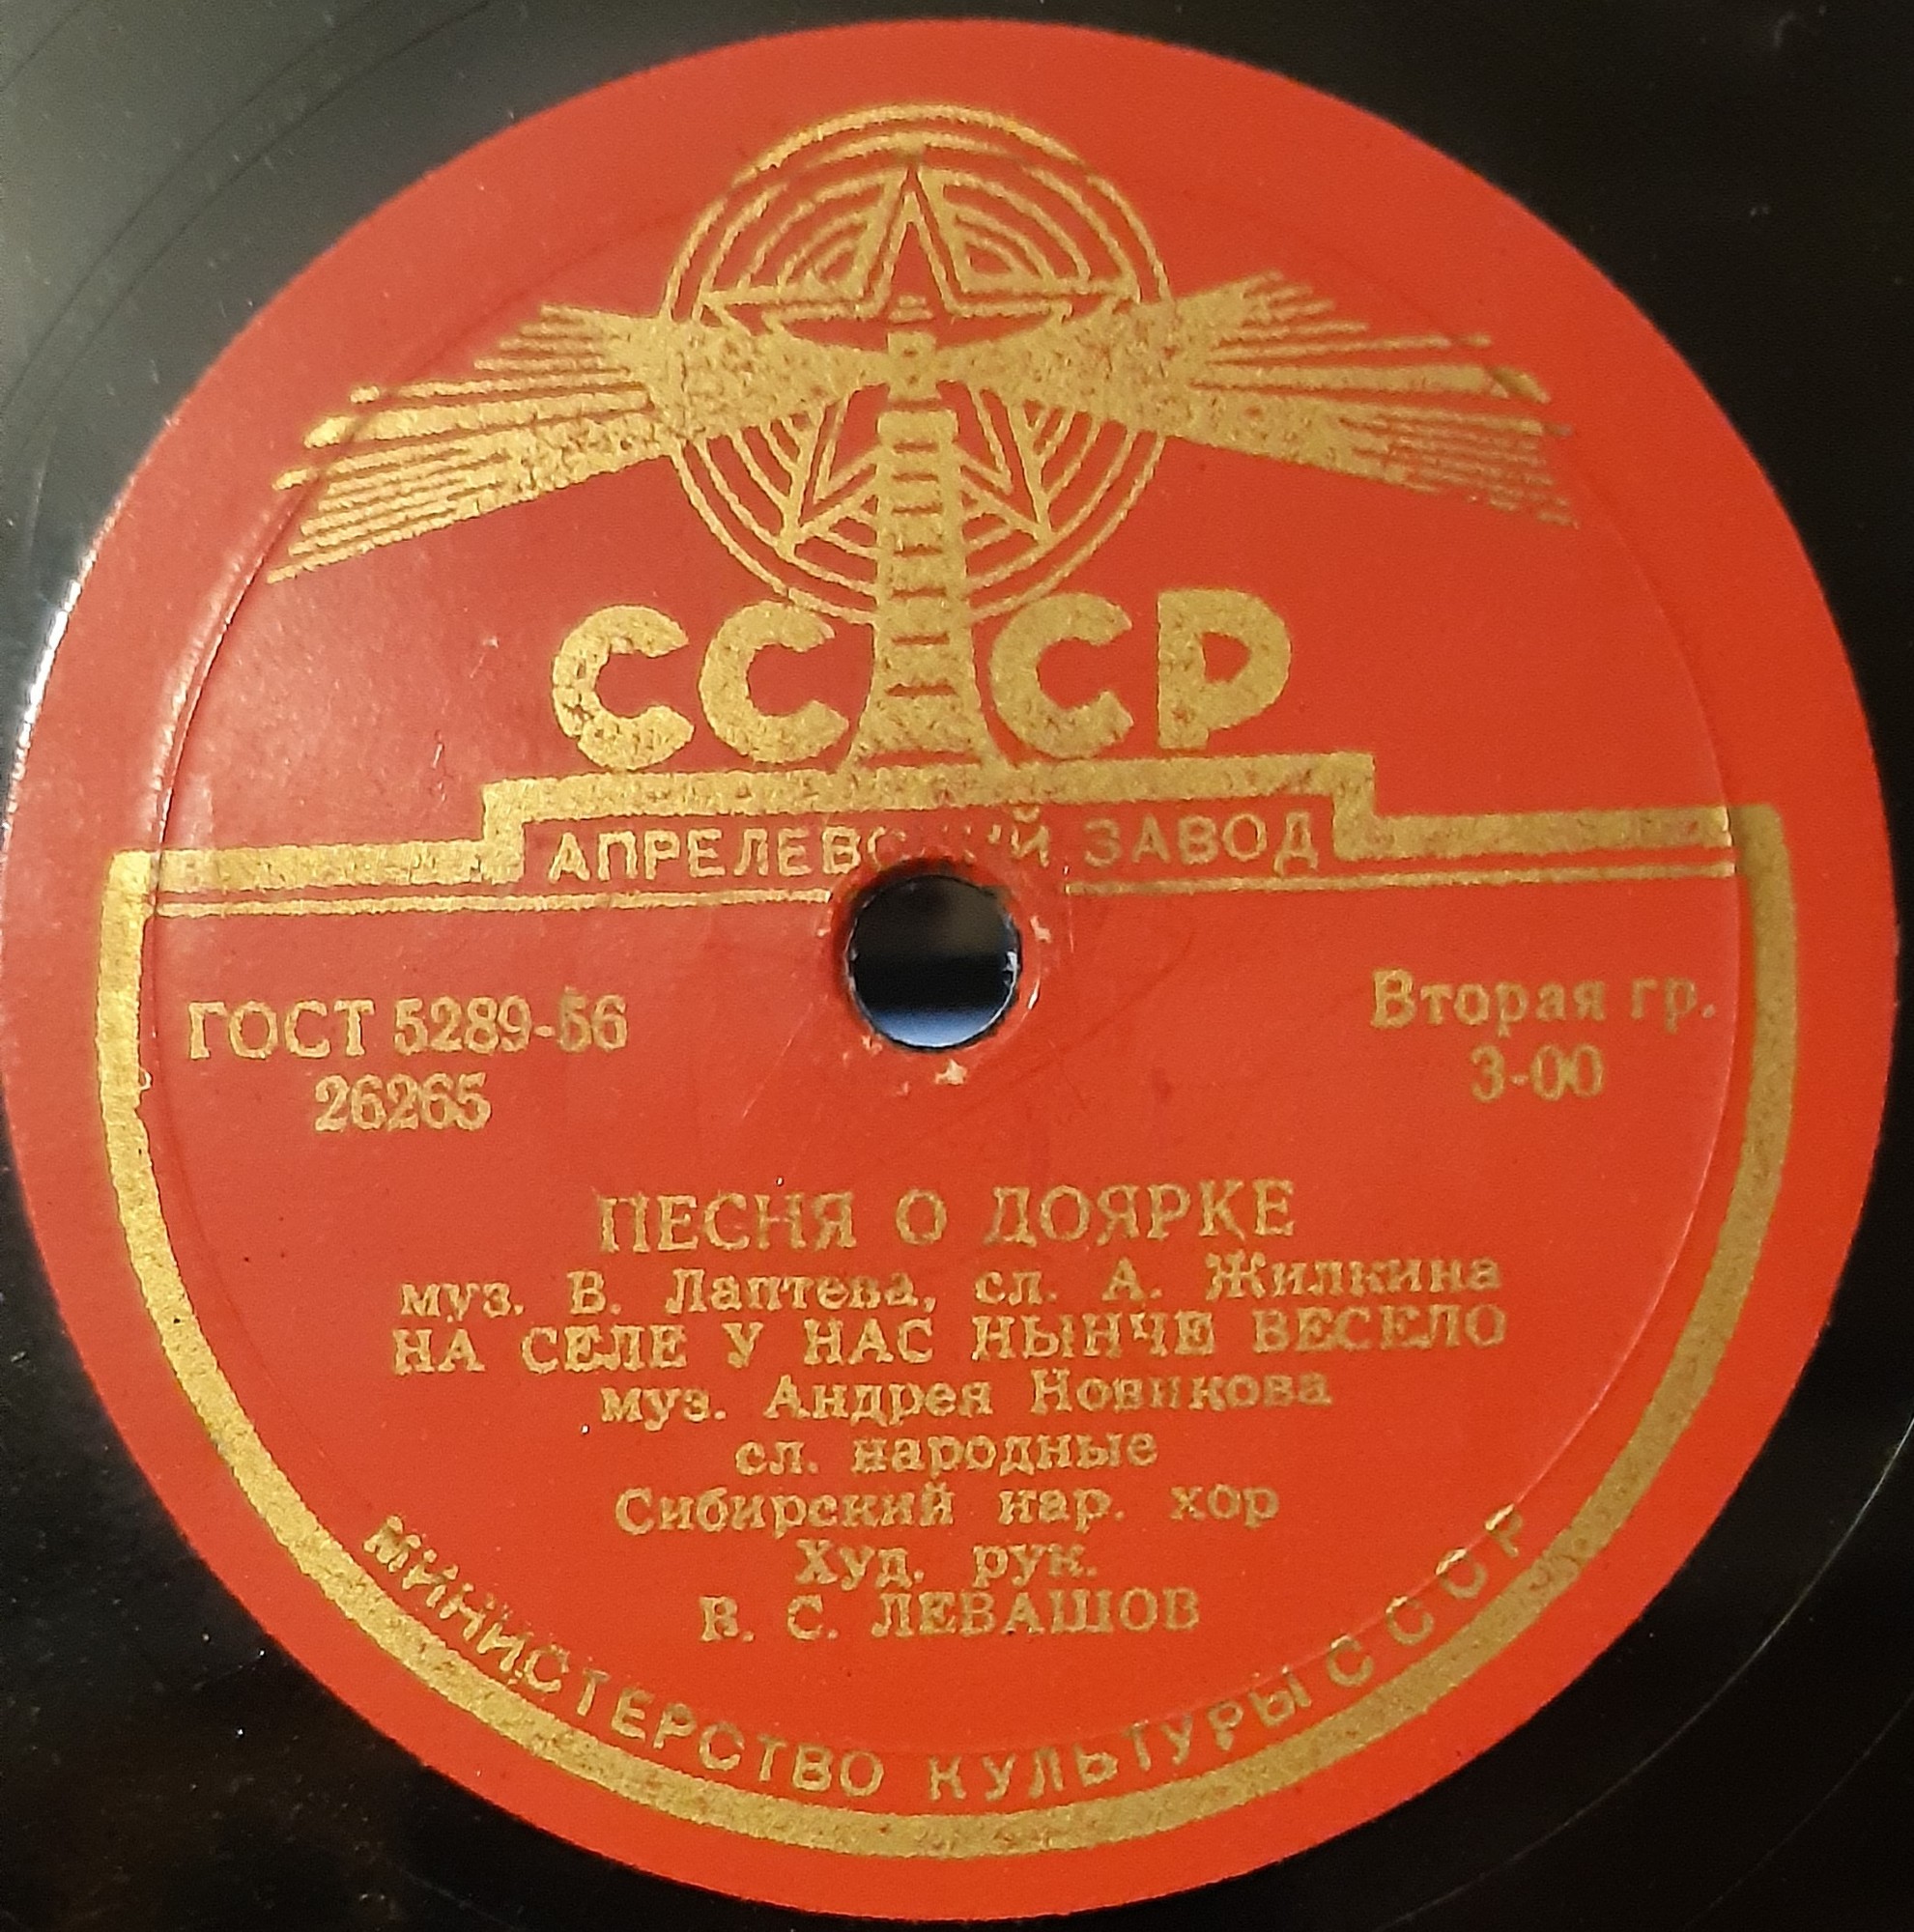 СССР
АПРЕЛЕВСКИЙ ЗАВОД
ГОСТ 5289-56
26265
Вторая гр.
3-00
ПЕСНЯ О ДОЯРКЕ
муз. В. Лаптева, сл. А. Жилкина
НА СЕЛЕ У НАС НЫНЧЕ ВЕСЕЛО
муз. Андрея Новикова
сл. народные
Сибирский нар. хор
Худ. рук.
В. С. ЛЕВАШОВ
МИНИСТЕРСТВО КУЛЬТУРЫ СССР